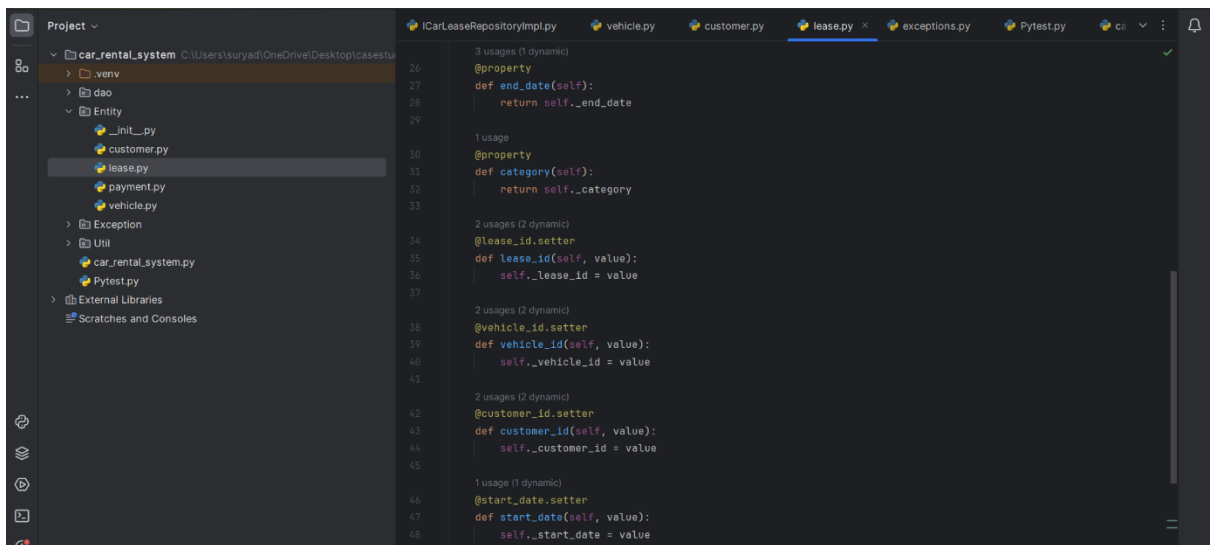 Project
ICarLeaseRepositoryImpl.py
vehicle.py
customer.py
lease.py
exceptions.py
Pytest.py
ca
car_rental_system C:\Users\suryad\OneDrive\Desktop\casestu
.venv
dao
Entity
__init__.py
customer.py
lease.py
payment.py
vehicle.py
Exception
Util
car_rental_system.py
Pytest.py
External Libraries
Scratches and Consoles
3 usages (1 dynamic)
26 @property
27 def end_date(self):
28 return self._end_date
29
1 usage
30 @property
31 def category(self):
32 return self._category
33
2 usages (2 dynamic)
34 @lease_id.setter
35 def lease_id(self, value):
36 self._lease_id = value
37
2 usages (2 dynamic)
38 @vehicle_id.setter
39 def vehicle_id(self, value):
40 self._vehicle_id = value
41
2 usages (2 dynamic)
42 @customer_id.setter
43 def customer_id(self, value):
44 self._customer_id = value
45
1 usage (1 dynamic)
46 @start_date.setter
47 def start_date(self, value):
48 self._start_date = value